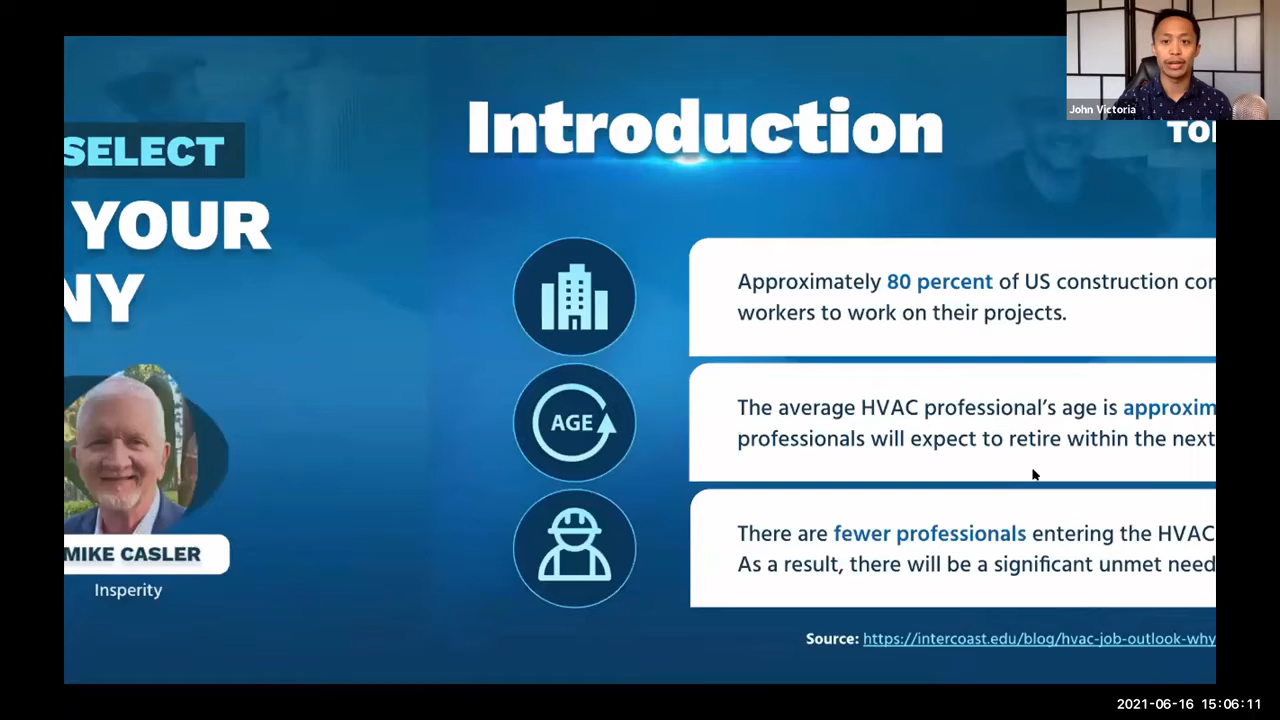 John Victoria
SELECT
YOUR
NY
MIKE CASLER
Insperity
Introduction
Approximately 80 percent of US construction cor
workers to work on their projects.
AGE
The average HVAC professional’s age is approxim
professionals will expect to retire within the next
There are fewer professionals entering the HVAC
As a result, there will be a significant unmet need
Source: https://intercoast.edu/blog/hvac-job-outlook-why
TO
2021-06-16 15:06:11